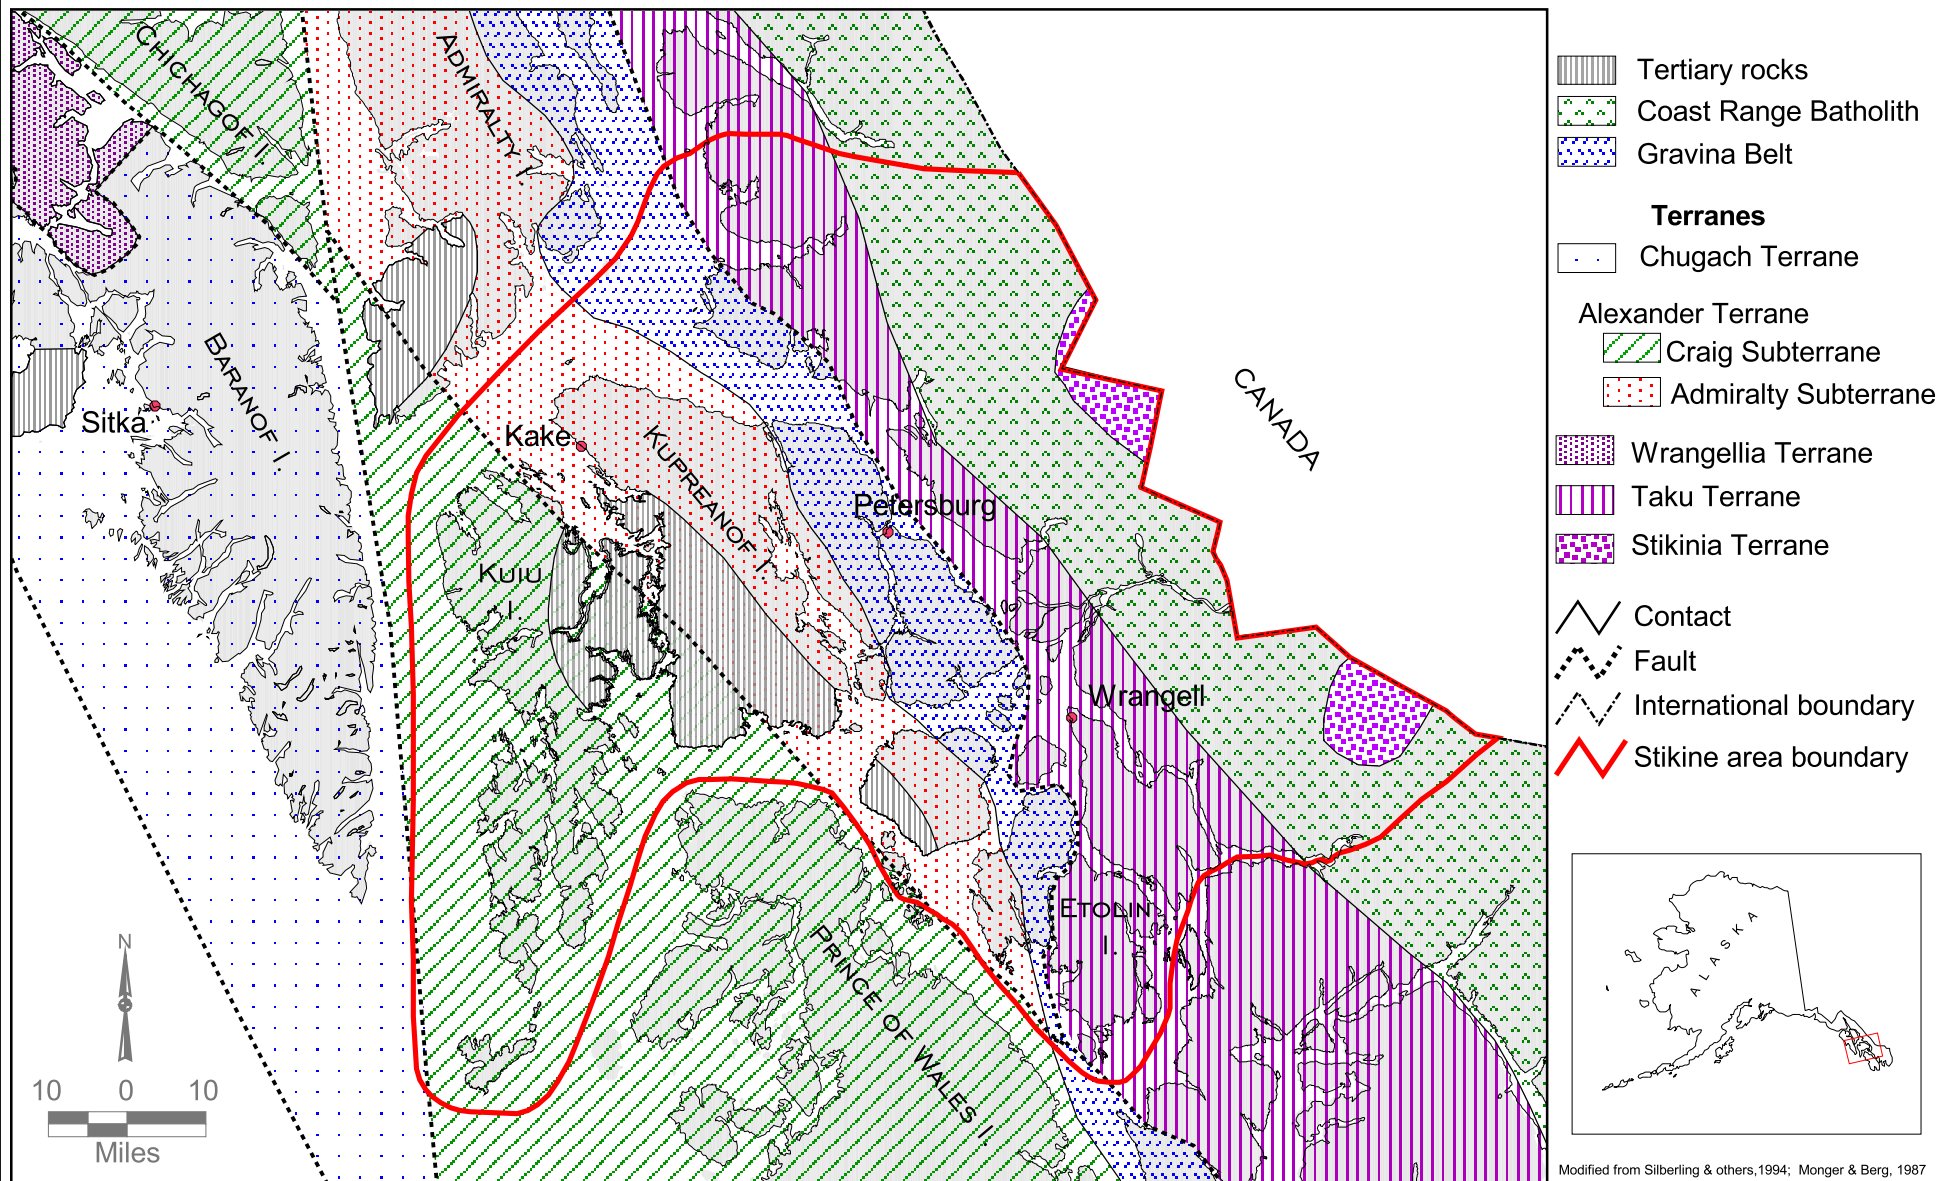 CHICHAGOF I.
ADMIRALTY I.
BARANOF I.
Sitka
Kake
KUPREANOF I.
Petersburg
KUIU
I.
Wrangell
CANADA
ETOLIN
I.
PRINCE OF WALES I.
N
10 0 10
Miles
Tertiary rocks
Coast Range Batholith
Gravina Belt
Terranes
Chugach Terrane
Alexander Terrane
Craig Subterrane
Admiralty Subterrane
Wrangellia Terrane
Taku Terrane
Stikinia Terrane
Contact
Fault
International boundary
Stikine area boundary
ALASKA
Modified from Silberling & others,1994; Monger & Berg, 1987